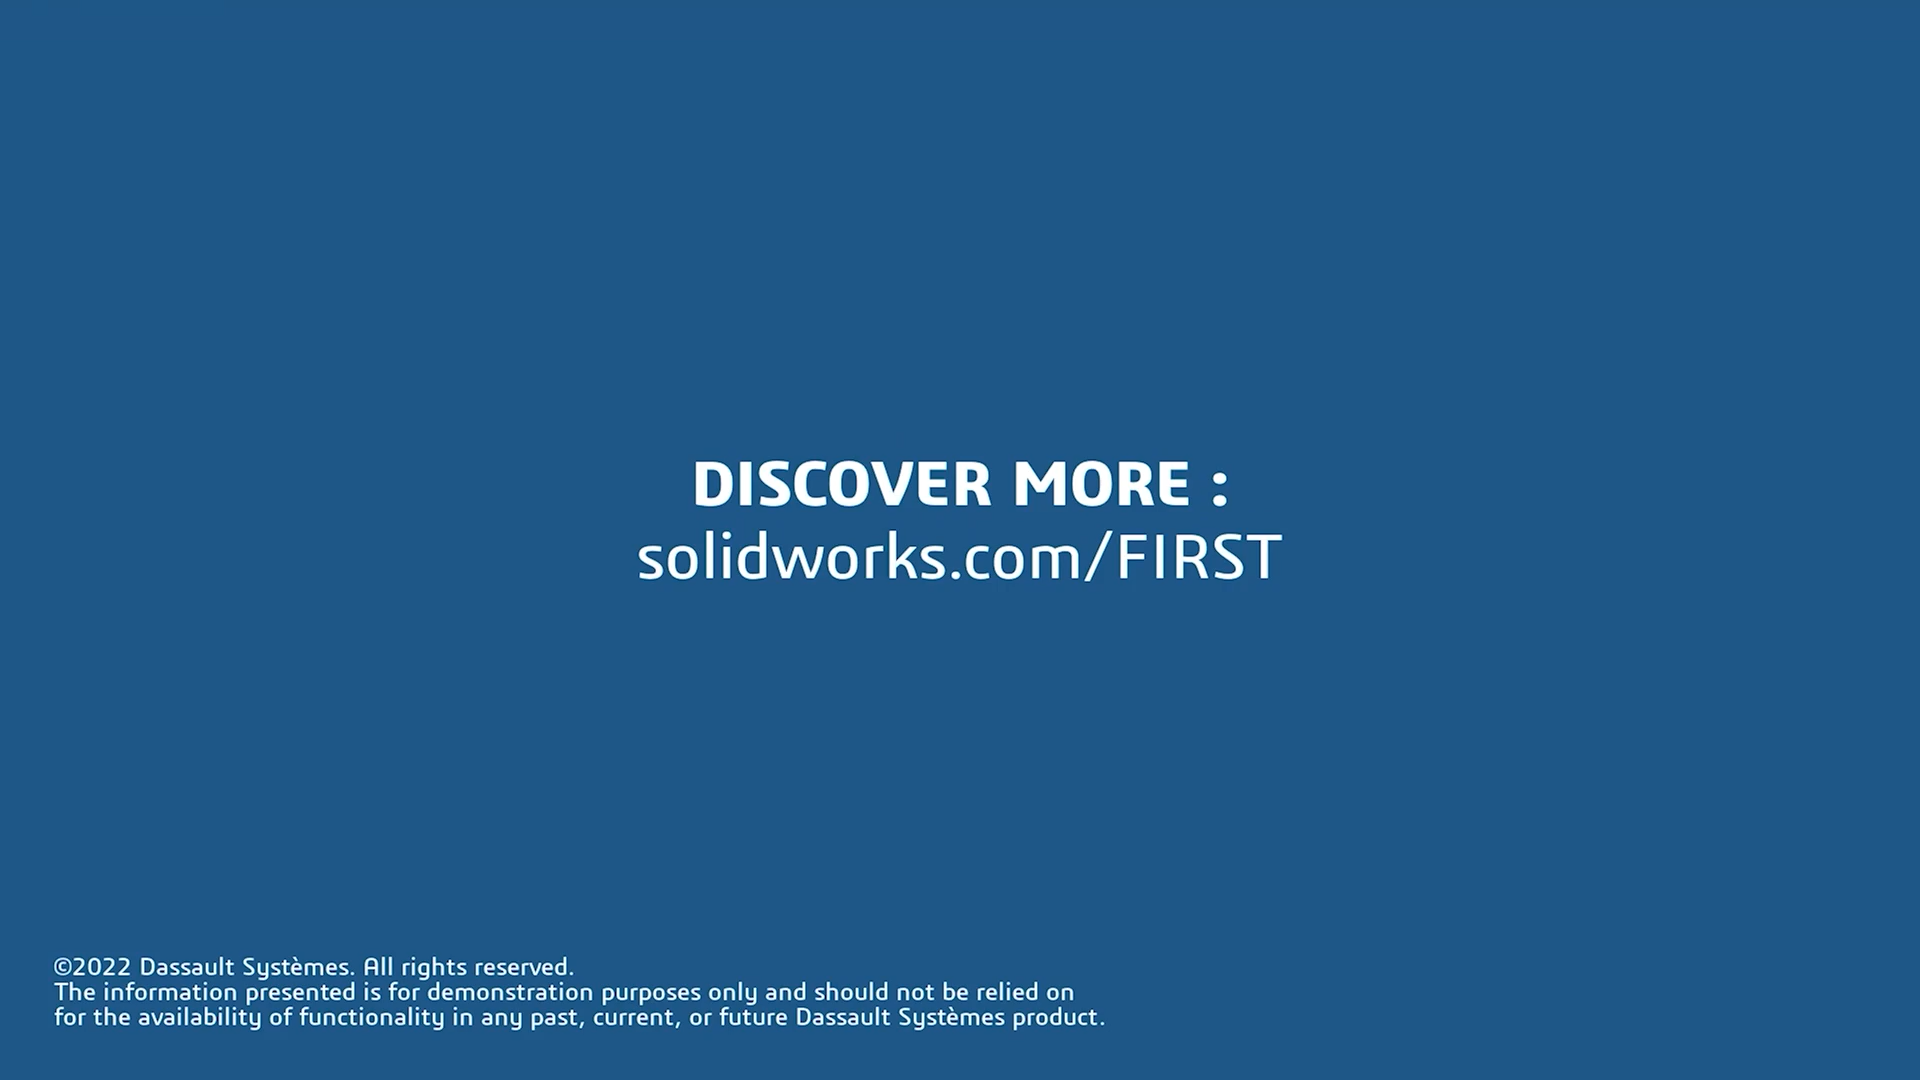 DISCOVER MORE :
solidworks.com/FIRST
©2022 Dassault Systèmes. All rights reserved.
The information presented is for demonstration purposes only and should not be relied on
for the availability of functionality in any past, current, or future Dassault Systèmes product.